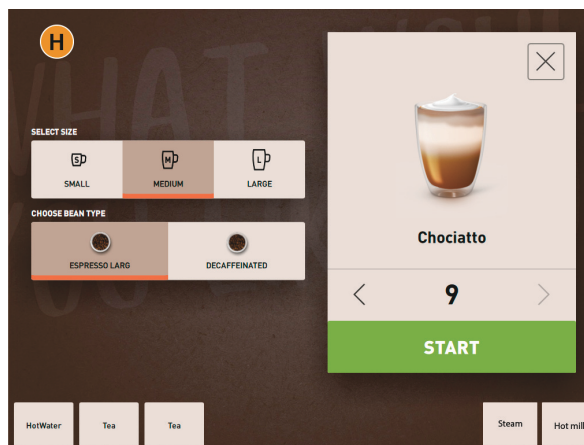 H
SELECT SIZE
S
M
L
SMALL
MEDIUM
LARGE
CHOOSE BEAN TYPE
ESPRESSO LARG
DECAFFEINATED
Chociatto
9
START
HotWater
Tea
Tea
Steam
Hot mil